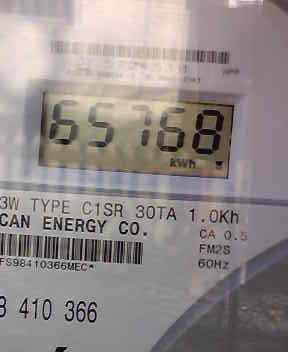 65768
kWh
3W TYPE C1SR 30TA 1.0Kh
CAN ENERGY CO.
CA 0.5
FM2S
FS98410366MEC*
60Hz
8 410 366